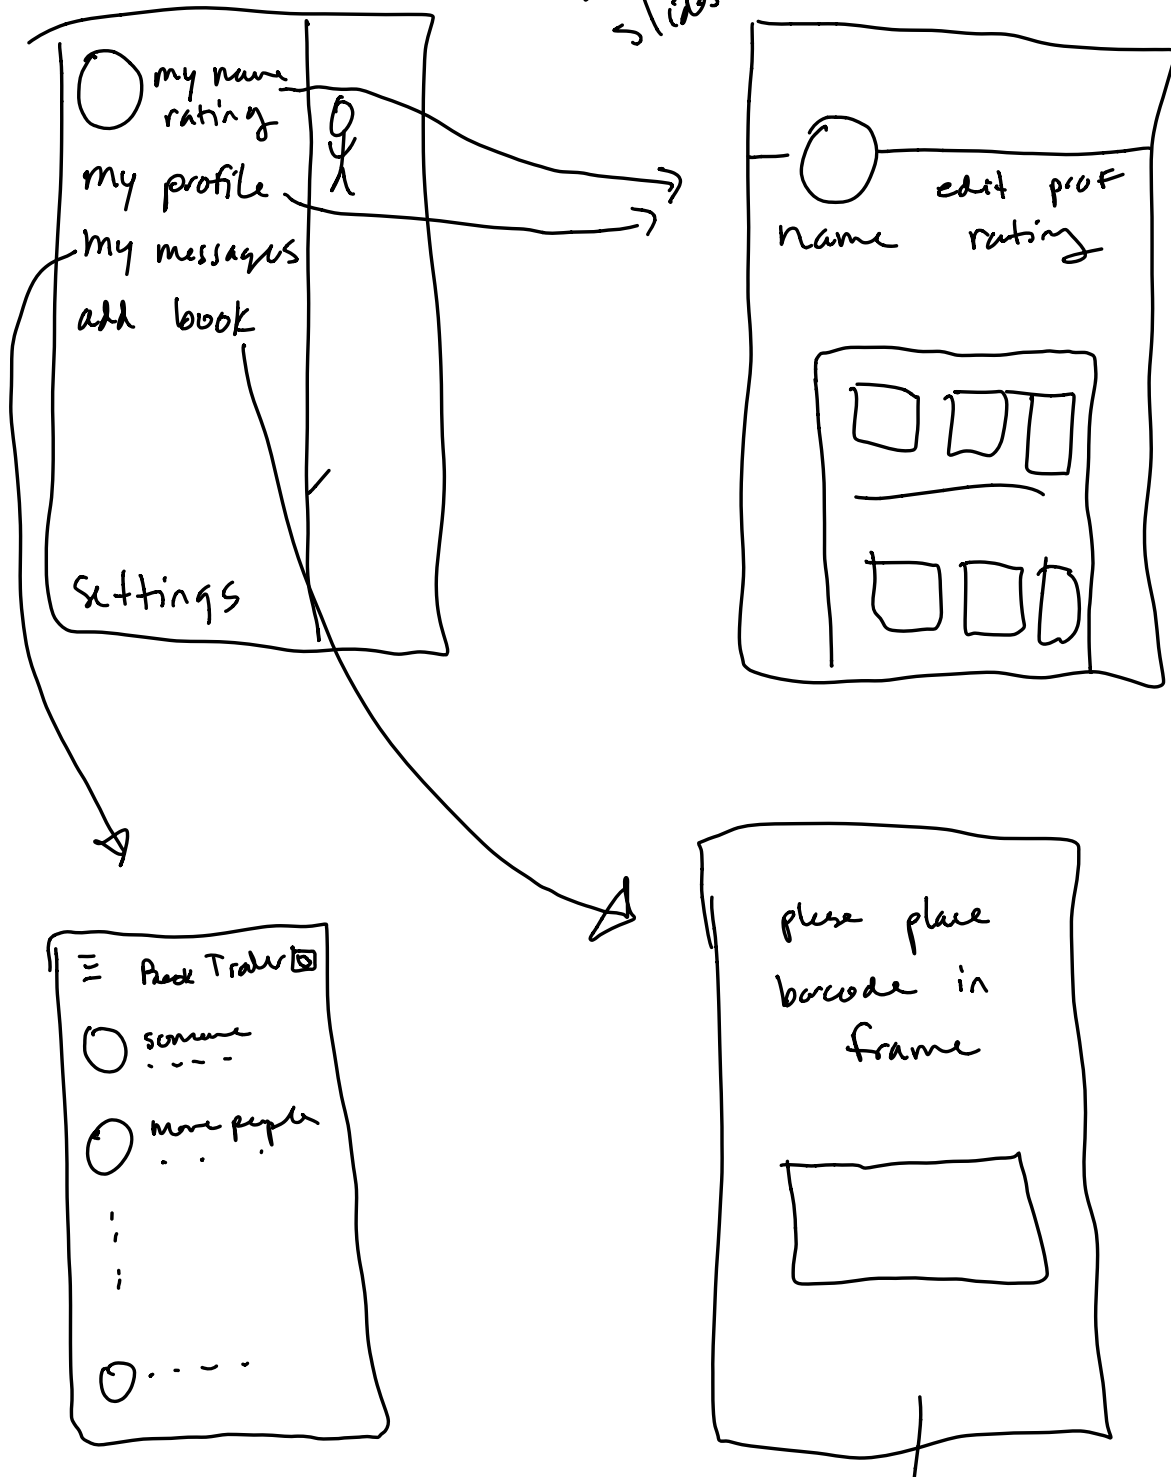 slides
my name
rating
my profile
my messages
add book
settings
edit prof
name rating
Book Trader
someone
more people
please place
barcode in
frame